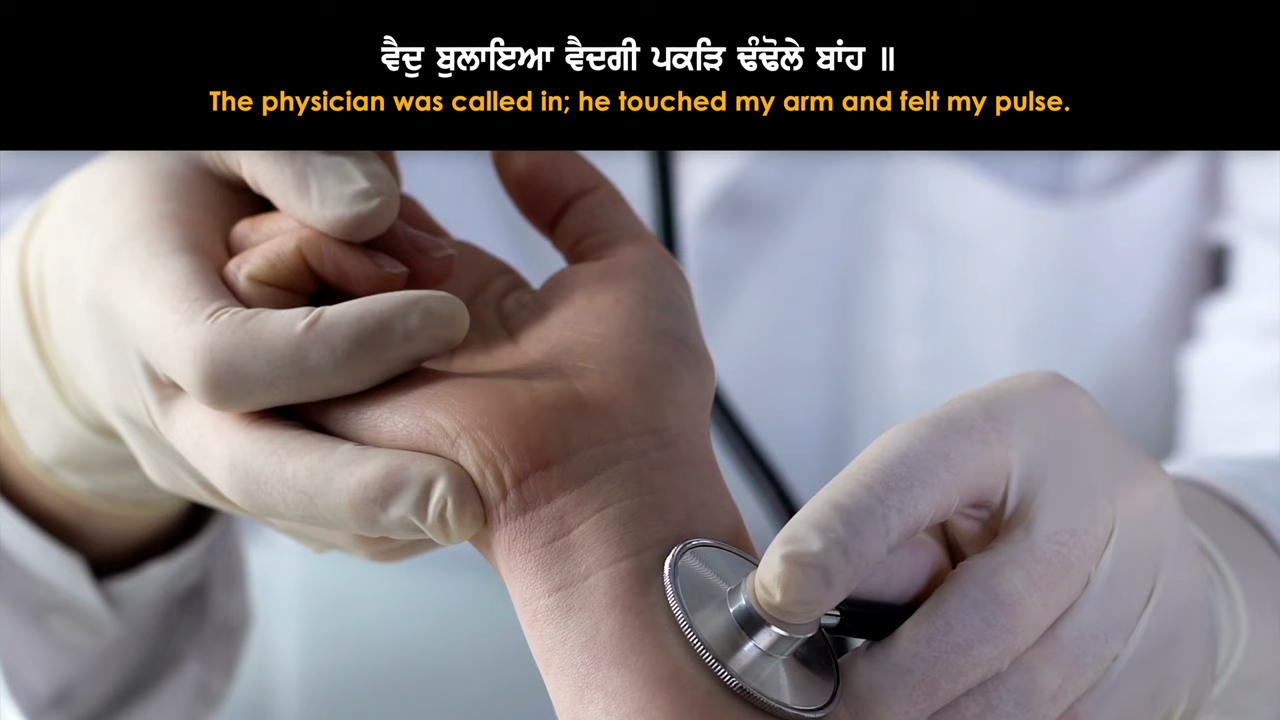 ਵੈਦੁ ਬੁਲਾਇਆ ਵੈਦਗੀ ਪਕੜਿ ਢੰਢੋਲੇ ਬਾਂਹ ॥
The physician was called in; he touched my arm and felt my pulse.